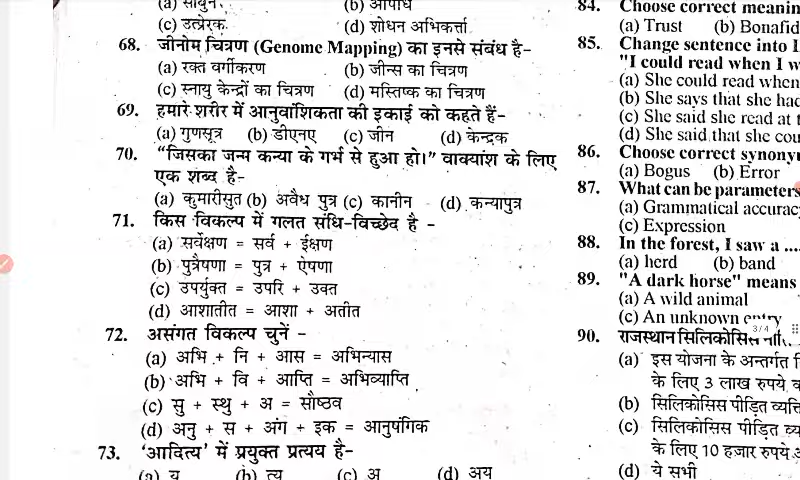 (a) साबुन
(b) औषधि
(c) उत्प्रेरक
(d) शोधन अभिकर्त्ता
68. जीनोम चित्रण (Genome Mapping) का इनसे संबंध है–
(a) रक्त वर्गीकरण (b) जीन्स का चित्रण
(c) स्नायु केन्द्रों का चित्रण (d) मस्तिष्क का चित्रण
69. हमारे शरीर में आनुवांशिकता की इकाई को कहते हैं–
(a) गुणसूत्र (b) डीएनए (c) जीन (d) केन्द्रक
70. “जिसका जन्म कन्या के गर्भ से हुआ हो।” वाक्यांश के लिए
एक शब्द है–
(a) कुमारीसुत (b) अवैध पुत्र (c) कानीन (d) कन्यापुत्र
71. किस विकल्प में गलत संधि-विच्छेद है –
(a) सर्वेक्षण = सर्व + ईक्षण
(b) पुत्रैषणा = पुत्र + ऐषणा
(c) उपर्युक्त = उपरि + उक्त
(d) आशातीत = आशा + अतीत
72. असंगत विकल्प चुनें –
(a) अभि + नि + आस = अभिन्यास
(b) अभि + वि + आप्ति = अभिव्याप्ति
(c) सु + स्थु + अ = सौष्ठव
(d) अनु + स + अंग + इक = आनुषंगिक
73. ‘आदित्य’ में प्रयुक्त प्रत्यय है–
(a) य (b) त्य (c) अ (d) अय
84. Choose correct meanin
(a) Trust (b) Bonafid
85. Change sentence into I
"I could read when I w
(a) She could read when
(b) She says that she had
(c) She said she read at t
(d) She said that she cou
86. Choose correct synonym
(a) Bogus (b) Error
87. What can be parameters
(a) Grammatical accurac
(c) Expression
88. In the forest, I saw a ....
(a) herd (b) band
89. "A dark horse" means
(a) A wild animal
(c) An unknown entry
3/4
90. राजस्थान सिलिकोसिस
(a) इस योजना के अन्तर्गत
के लिए 3 लाख रुपये
(b) सिलिकोसिस पीड़ित व्यक्ति
(c) सिलिकोसिस पीड़ित
के लिए 10 हजार रुपये
(d) ये सभी